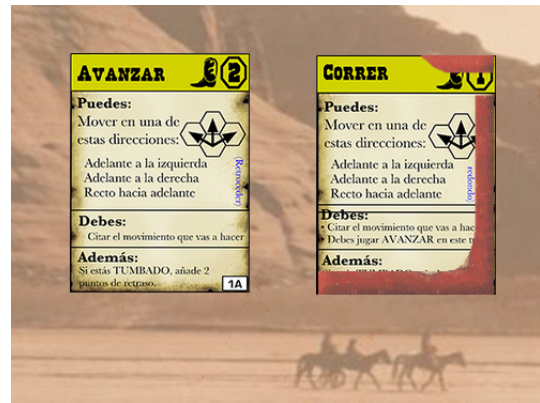 AVANZAR 2
Puedes:
Mover en una de
estas direcciones:
Adelante a la izquierda
Adelante a la derecha
Recto hacia adelante
(Retroceder)
Debes:
Citar el movimiento que vas a hacer
Además:
Si estás TUMBADO, añade 2
puntos de retraso.
1A
CORRER 1
Puedes:
Mover en una de
estas direcciones:
Adelante a la izquierda
Adelante a la derecha
Recto hacia adelante
redondo)
Debes:
• Citar el movimiento que vas a hac
• Debes jugar AVANZAR en este
Además: